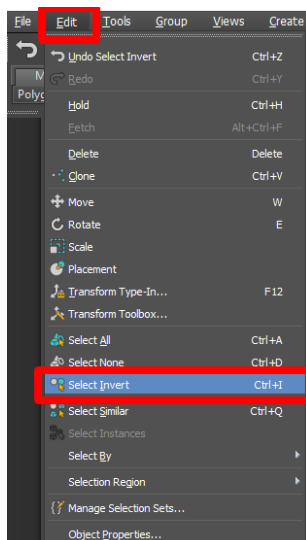 File Edit Tools Group Views Create
Undo Select Invert Ctrl+Z
Redo Ctrl+Y
Hold Ctrl+H
Fetch Alt+Ctrl+F
Delete Delete
Clone Ctrl+V
Move W
Rotate E
Scale
Placement
Transform Type-In... F12
Transform Toolbox...
Select All Ctrl+A
Select None Ctrl+D
Select Invert Ctrl+I
Select Similar Ctrl+Q
Select Instances
Select By
Selection Region
Manage Selection Sets...
Object Properties...